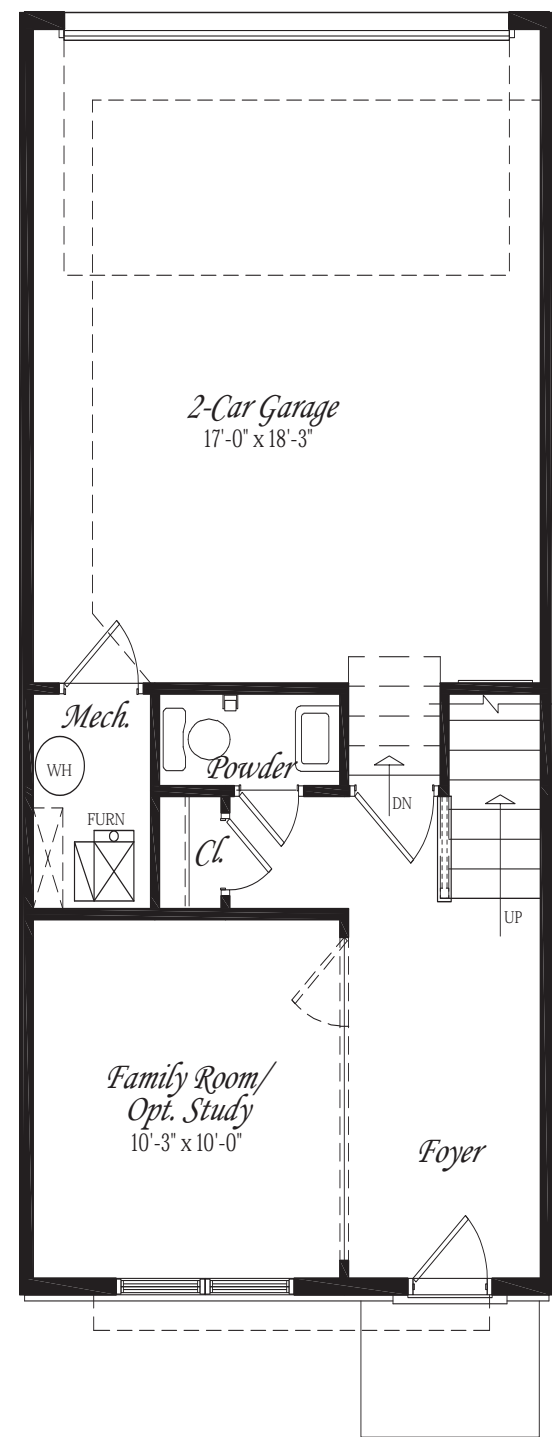 2-Car Garage
17'-0" x 18'-3"
Mech.
WH
FURN
Powder
Cl.
DN
UP
Family Room/
Opt. Study
10'-3" x 10'-0"
Foyer